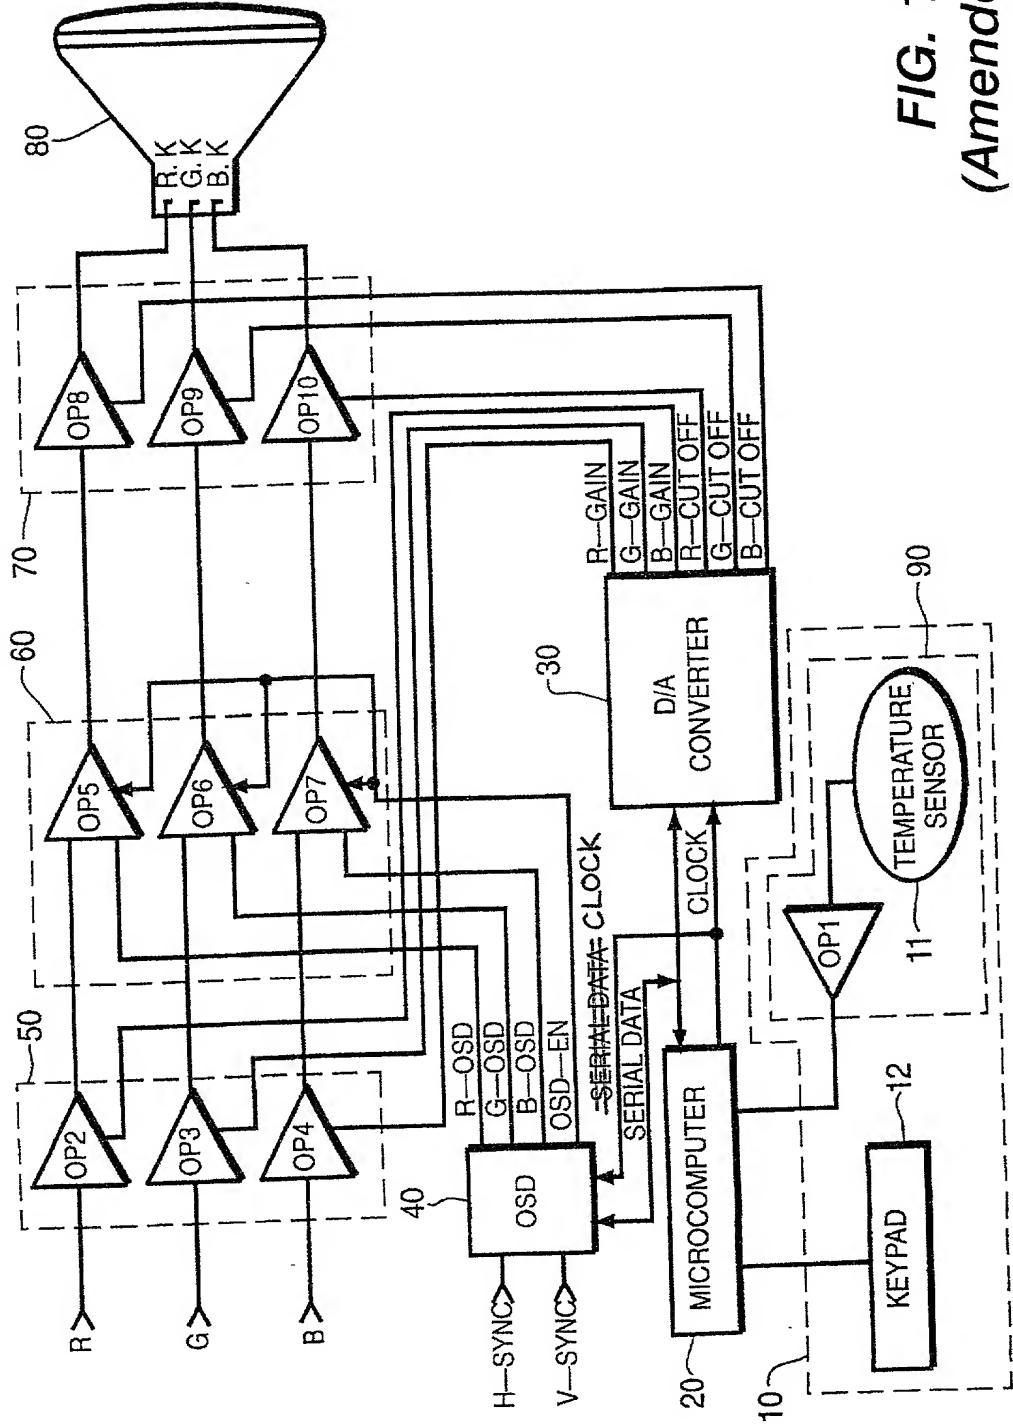 FIG.
(Amende
80
R. K
G. K
B. K
70
OP8
OP9
OP10
60
OP5
OP6
OP7
50
OP2
OP3
OP4
R
G
B
R—GAIN
G—GAIN
B—GAIN
R—CUT OFF
G—CUT OFF
B—CUT OFF
30
D/A
CONVERTER
R—OSD
G—OSD
B—OSD
OSD—EN
SERIAL DATA CLOCK
SERIAL DATA
CLOCK
40
OSD
H—SYNC
V—SYNC
20
MICROCOMPUTER
10
KEYPAD
12
OP1
11
TEMPERATURE
SENSOR
90